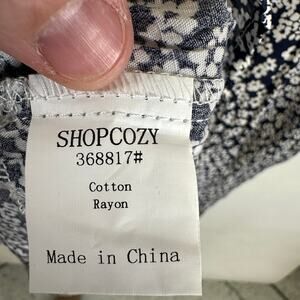 SHOPCOZY
368817#
Cotton
Rayon
Made in China